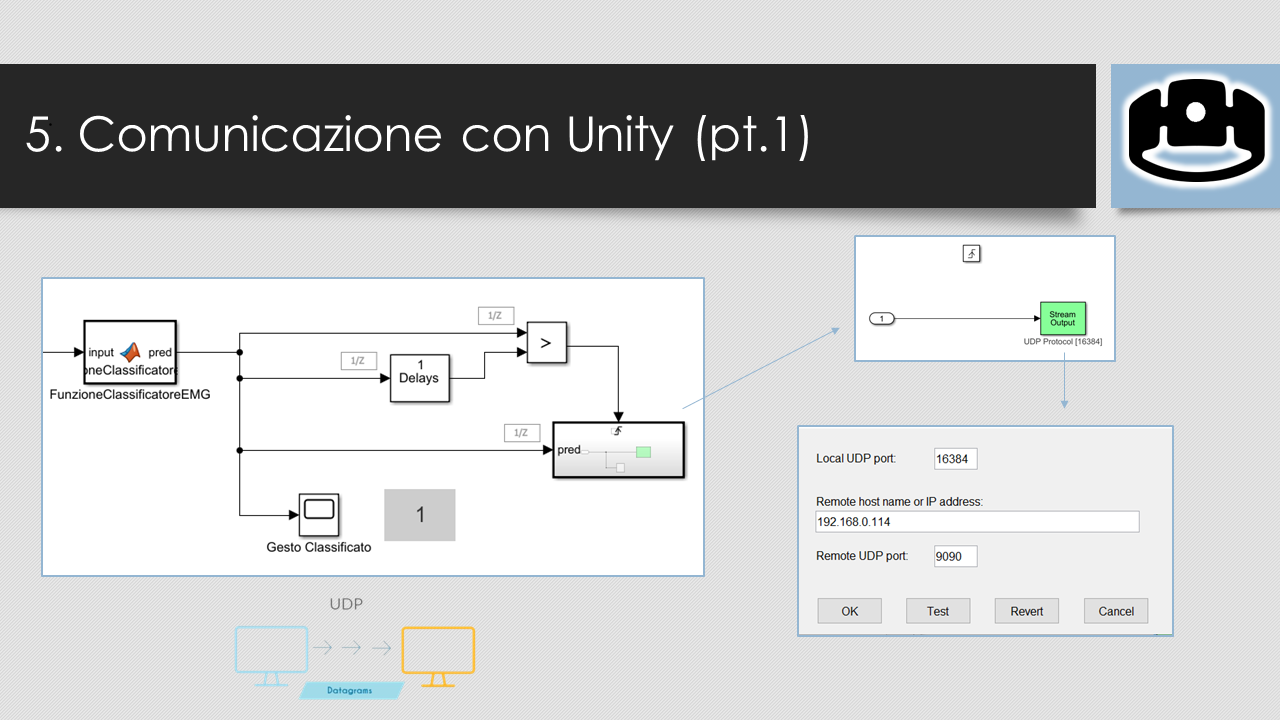 5. Comunicazione con Unity (pt.1)
1/Z
input
pred
oneClassificatore
FunzioneClassificatoreEMG
1/Z
1
Delays
>
1/Z
pred
Gesto Classificato
1
1
Stream
Output
UDP Protocol [16384]
Local UDP port: 16384
Remote host name or IP address:
192.168.0.114
Remote UDP port: 9090
OK
Test
Revert
Cancel
UDP
Datagrams